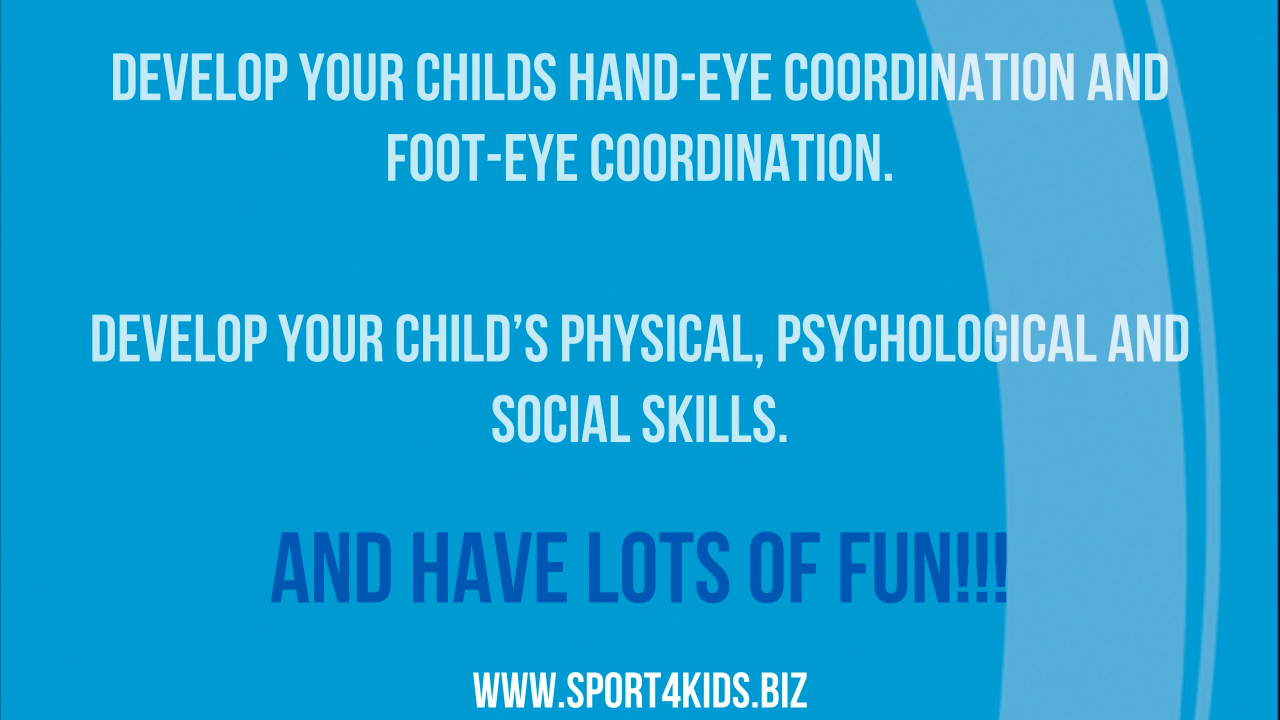 DEVELOP YOUR CHILDS HAND-EYE COORDINATION AND
FOOT-EYE COORDINATION.
DEVELOP YOUR CHILD’S PHYSICAL, PSYCHOLOGICAL AND
SOCIAL SKILLS.
AND HAVE LOTS OF FUN!!!
WWW.SPORT4KIDS.BIZ